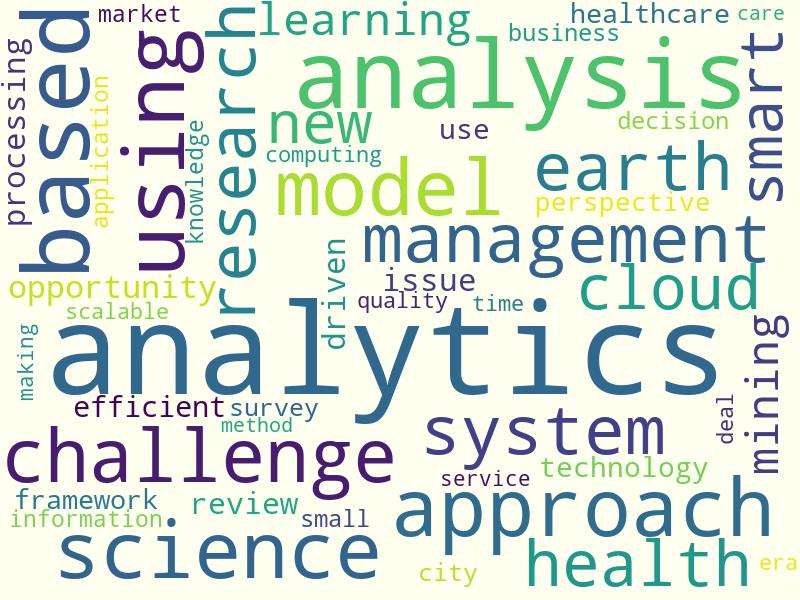 market
learning
healthcare
care
business
processing
based
application
using
knowledge
research
analysis
smart
new
use
decision
computing
model
earth
perspective
management
driven
issue
cloud
opportunity
quality
time
scalable
analytics
making
mining
efficient
survey
method
deal
challenge
system
service
technology
framework
review
information
small
approach
science
city
health
era